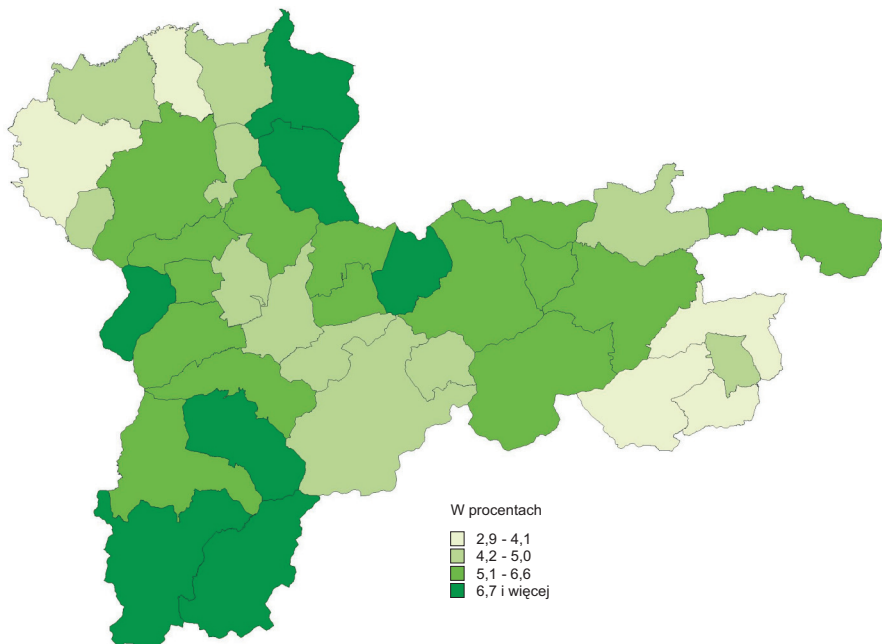 W procentach
2,9 - 4,1
4,2 - 5,0
5,1 - 6,6
6,7 i więcej